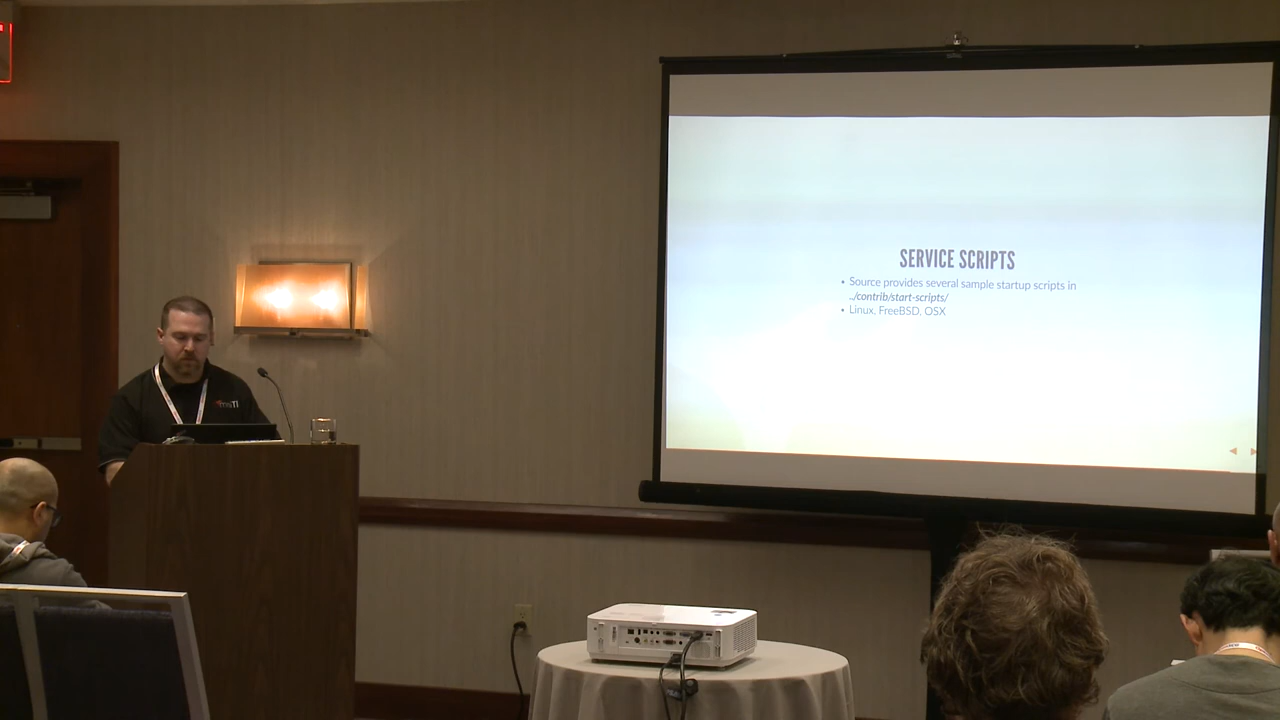 SERVICE SCRIPTS
• Source provides several sample startup scripts in
../contrib/start-scripts/
• Linux, FreeBSD, OSX